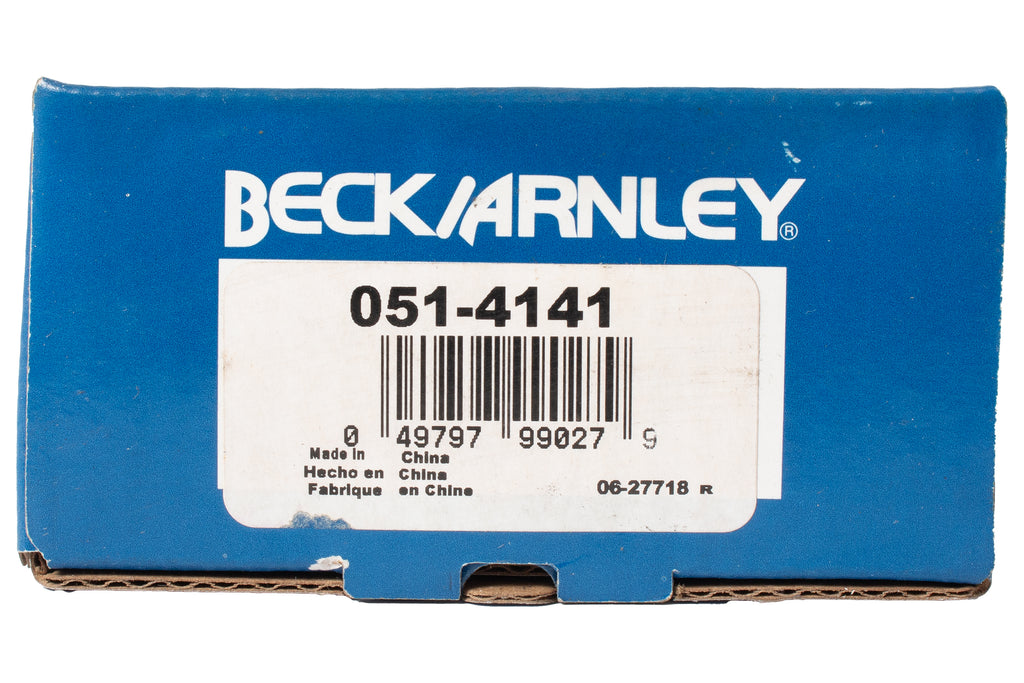 BECK/ARNLEY®
051-4141
0 49797 99027 9
Made in China
Hecho en China
Fabrique en Chine
06-27718 R